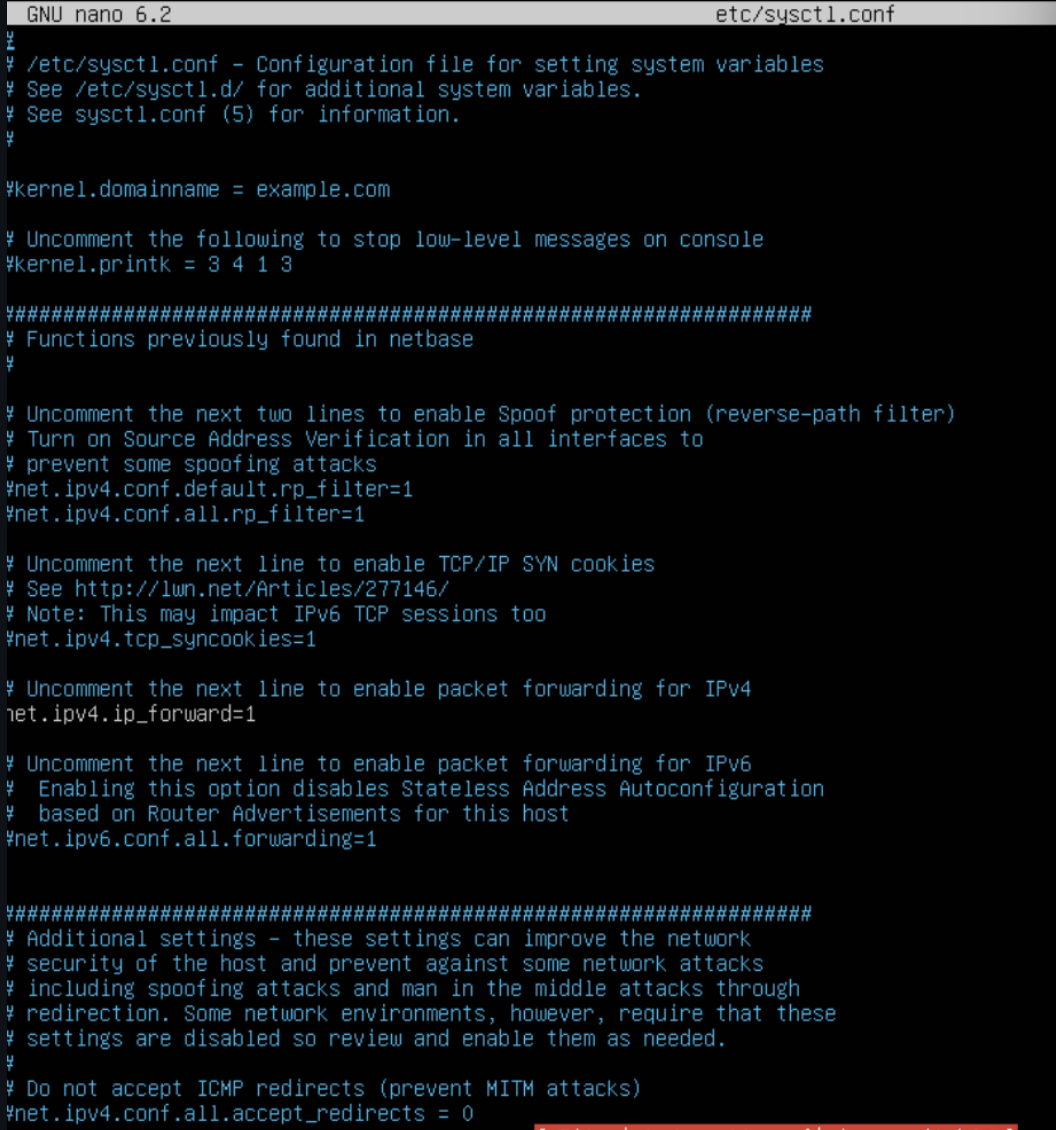 GNU nano 6.2 etc/sysctl.conf
#
# /etc/sysctl.conf - Configuration file for setting system variables
# See /etc/sysctl.d/ for additional system variables.
# See sysctl.conf (5) for information.
#
#kernel.domainname = example.com
# Uncomment the following to stop low-level messages on console
#kernel.printk = 3 4 1 3
###################################################################
# Functions previously found in netbase
#
# Uncomment the next two lines to enable Spoof protection (reverse-path filter)
# Turn on Source Address Verification in all interfaces to
# prevent some spoofing attacks
#net.ipv4.conf.default.rp_filter=1
#net.ipv4.conf.all.rp_filter=1
# Uncomment the next line to enable TCP/IP SYN cookies
# See http://lwn.net/Articles/277146/
# Note: This may impact IPv6 TCP sessions too
#net.ipv4.tcp_syncookies=1
# Uncomment the next line to enable packet forwarding for IPv4
net.ipv4.ip_forward=1
# Uncomment the next line to enable packet forwarding for IPv6
#  Enabling this option disables Stateless Address Autoconfiguration
#  based on Router Advertisements for this host
#net.ipv6.conf.all.forwarding=1
###################################################################
# Additional settings - these settings can improve the network
# security of the host and prevent against some network attacks
# including spoofing attacks and man in the middle attacks through
# redirection. Some network environments, however, require that these
# settings are disabled so review and enable them as needed.
#
# Do not accept ICMP redirects (prevent MITM attacks)
#net.ipv4.conf.all.accept_redirects = 0